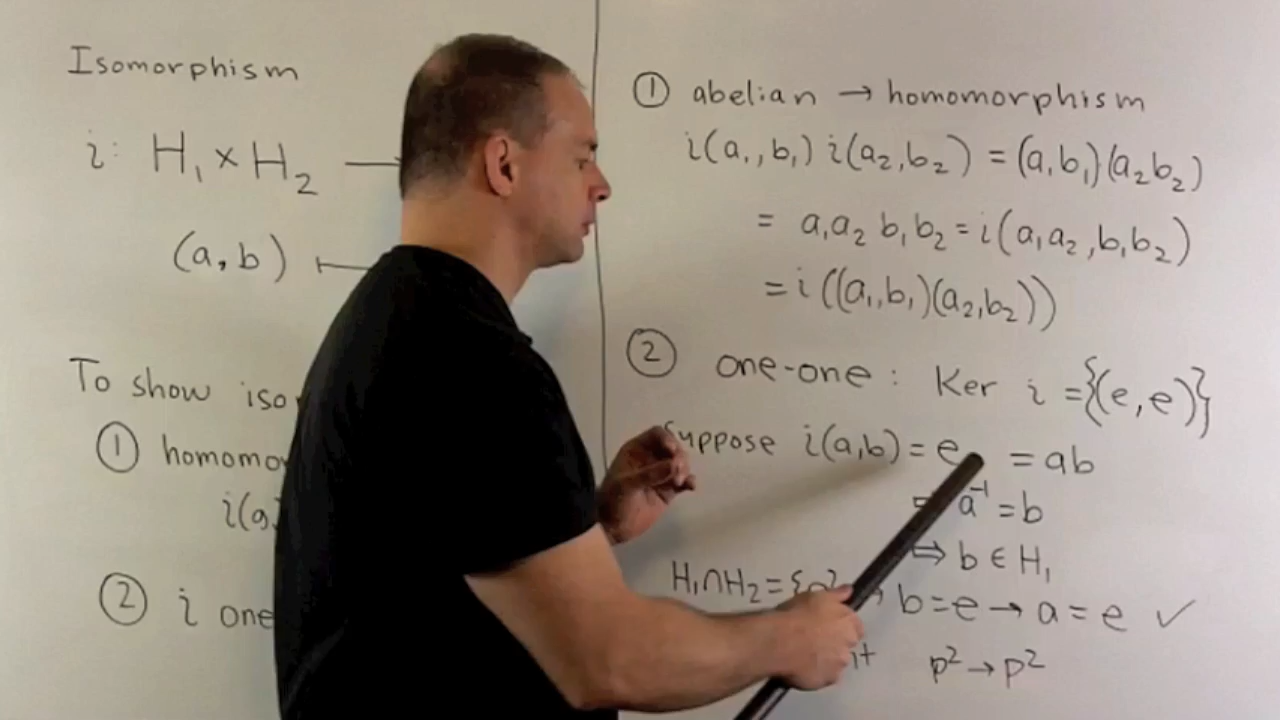 Isomorphism
i: H₁ × H₂ —
(a, b) ⟼
To show iso
① homomo
i(a,
② i one
① abelian → homomorphism
i(a₁, b₁) i(a₂, b₂) = (a₁b₁)(a₂b₂)
= a₁a₂ b₁b₂ = i(a₁a₂, b₁b₂)
= i((a₁, b₁)(a₂, b₂))
② one-one: Ker i = {(e, e)}
Suppose i(a,b) = e = ab
a⁻¹ = b
⇒ b ∈ H₁
H₁∩H₂ = {e} b = e → a = e ✓
p² → p²